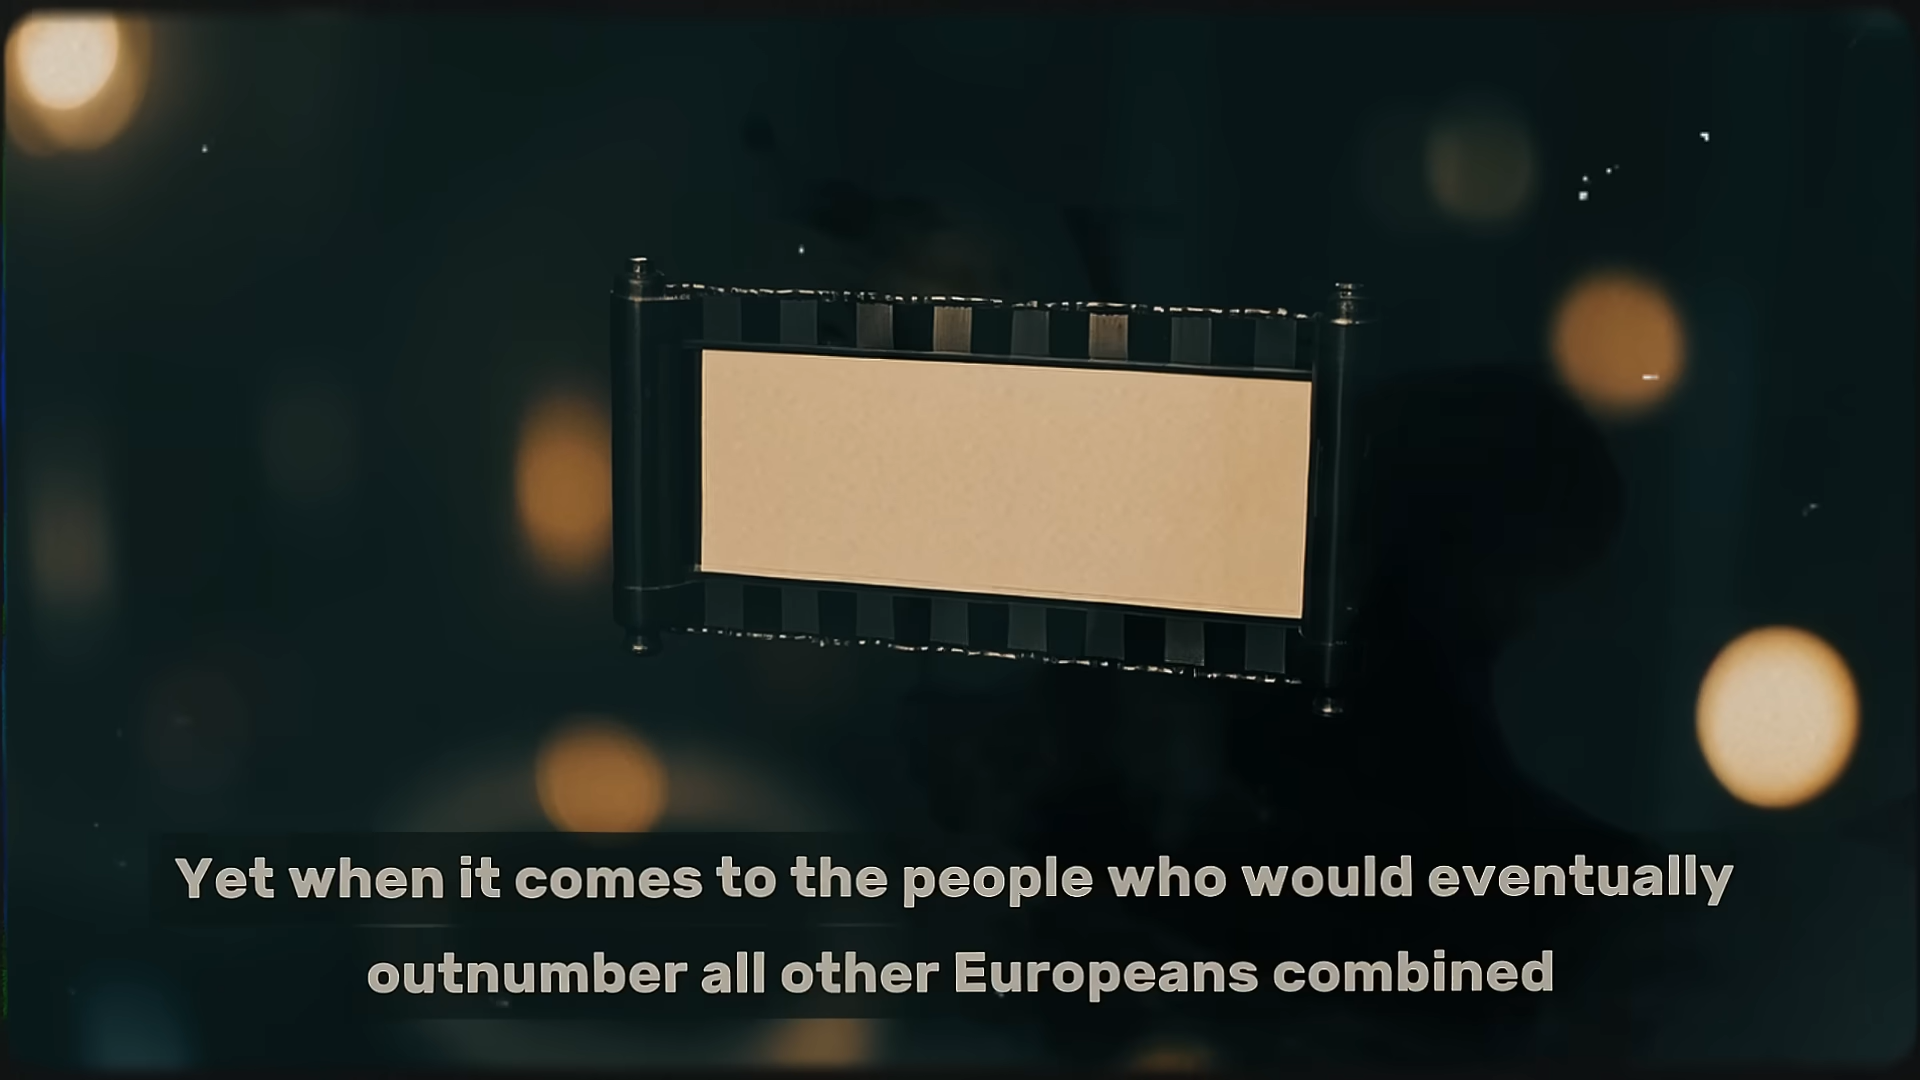 Yet when it comes to the people who would eventually
outnumber all other Europeans combined